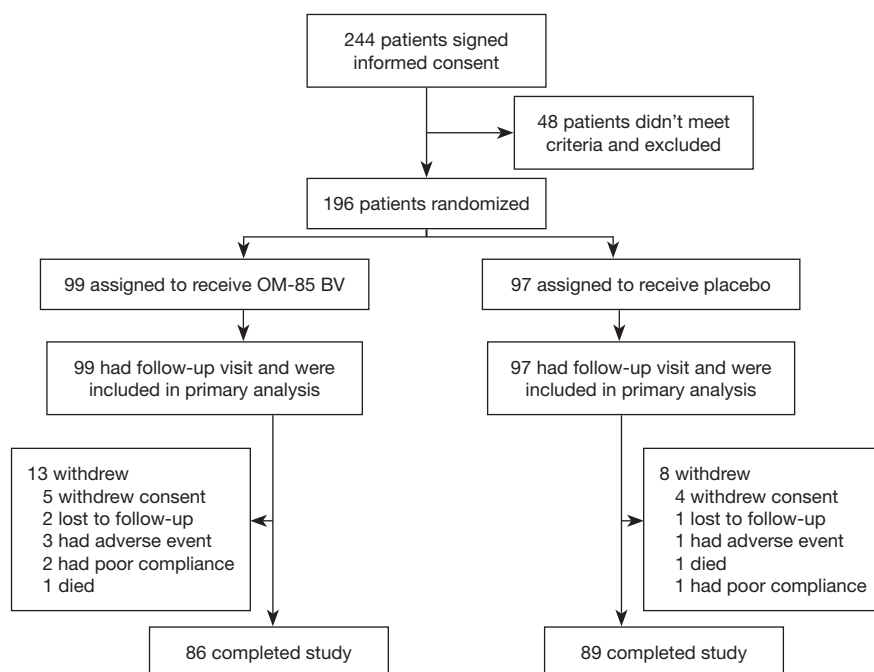 244 patients signed
informed consent
48 patients didn't meet
criteria and excluded
196 patients randomized
99 assigned to receive OM-85 BV
97 assigned to receive placebo
99 had follow-up visit and were
included in primary analysis
97 had follow-up visit and were
included in primary analysis
13 withdrew
5 withdrew consent
2 lost to follow-up
3 had adverse event
2 had poor compliance
1 died
8 withdrew
4 withdrew consent
1 lost to follow-up
1 had adverse event
1 died
1 had poor compliance
86 completed study
89 completed study